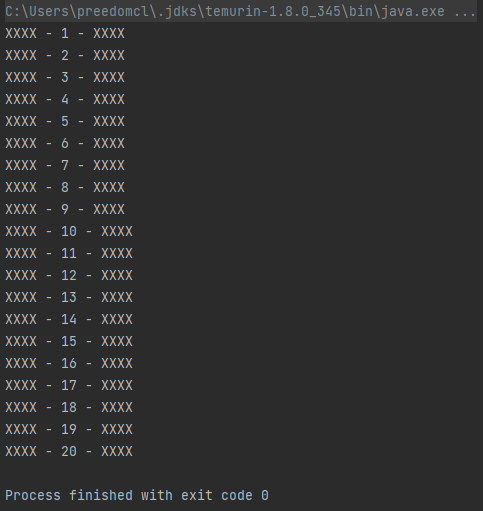 C:\Users\preedomcl\.jdks\temurin-1.8.0_345\bin\java.exe ...
XXXX - 1 - XXXX
XXXX - 2 - XXXX
XXXX - 3 - XXXX
XXXX - 4 - XXXX
XXXX - 5 - XXXX
XXXX - 6 - XXXX
XXXX - 7 - XXXX
XXXX - 8 - XXXX
XXXX - 9 - XXXX
XXXX - 10 - XXXX
XXXX - 11 - XXXX
XXXX - 12 - XXXX
XXXX - 13 - XXXX
XXXX - 14 - XXXX
XXXX - 15 - XXXX
XXXX - 16 - XXXX
XXXX - 17 - XXXX
XXXX - 18 - XXXX
XXXX - 19 - XXXX
XXXX - 20 - XXXX
Process finished with exit code 0